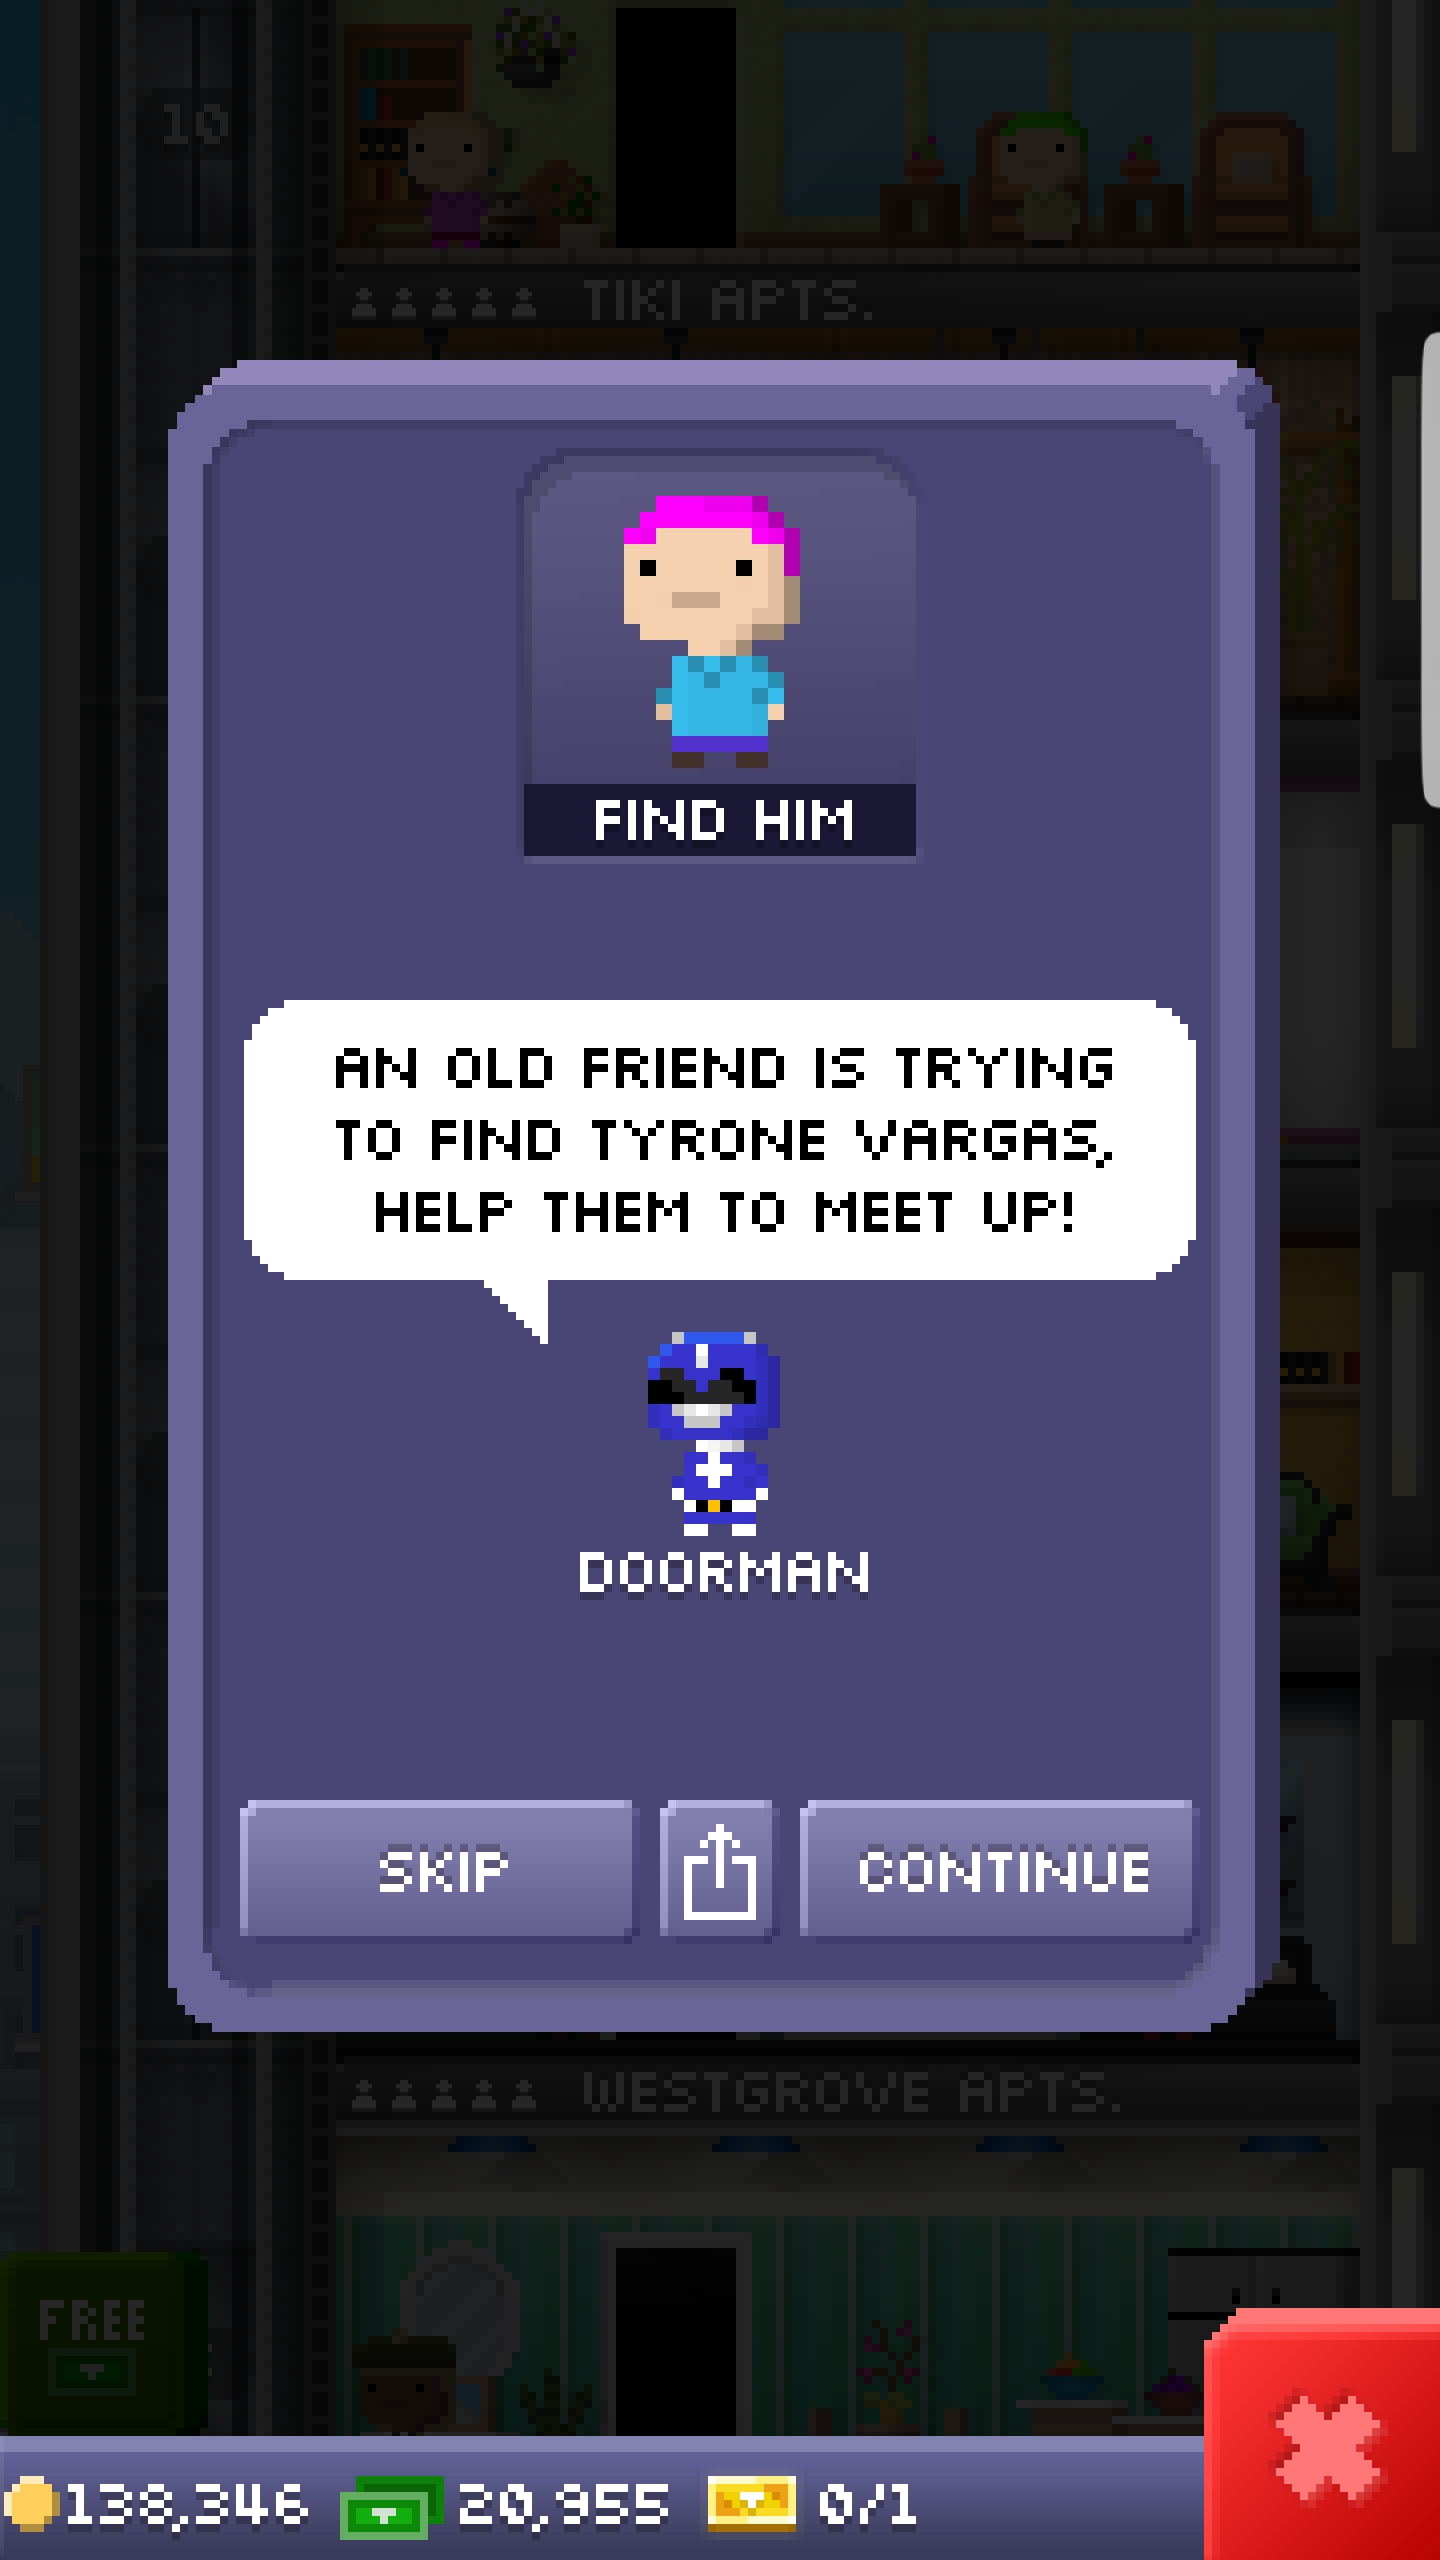 10
TIKI APTS.
FIND HIM
AN OLD FRIEND IS TRYING
TO FIND TYRONE VARGAS,
HELP THEM TO MEET UP!
DOORMAN
SKIP
CONTINUE
WESTGROVE APTS.
FREE
138,346 20,955 0/1